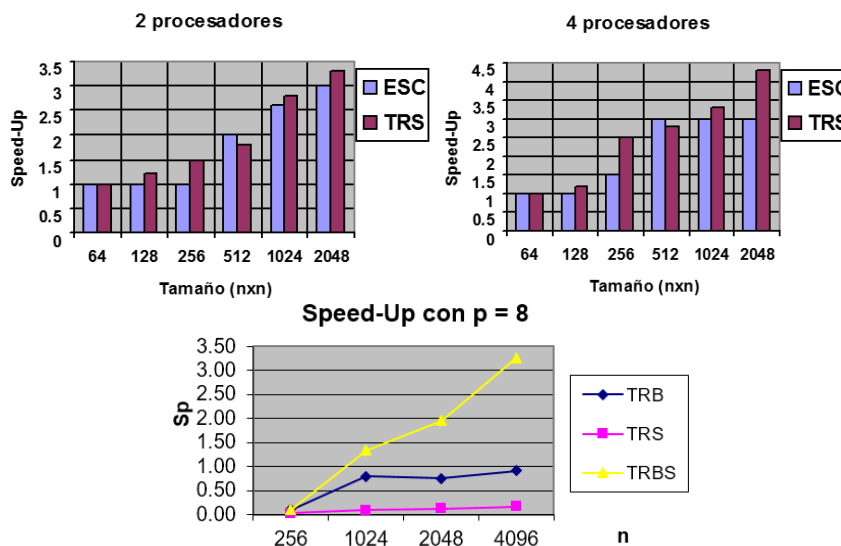 2 procesadores
3.5
3
2.5
2
1.5
1
0.5
0
Speed-Up
64 128 256 512 1024 2048
Tamaño (nxn)
ESC
TRS
4 procesadores
4.5
4
3.5
3
2.5
2
1.5
1
0.5
0
Speed-Up
64 128 256 512 1024 2048
Tamaño (nxn)
ESC
TRS
Speed-Up con p = 8
3.50
3.00
2.50
2.00
1.50
1.00
0.50
0.00
Sp
256 1024 2048 4096
n
TRB
TRS
TRBS